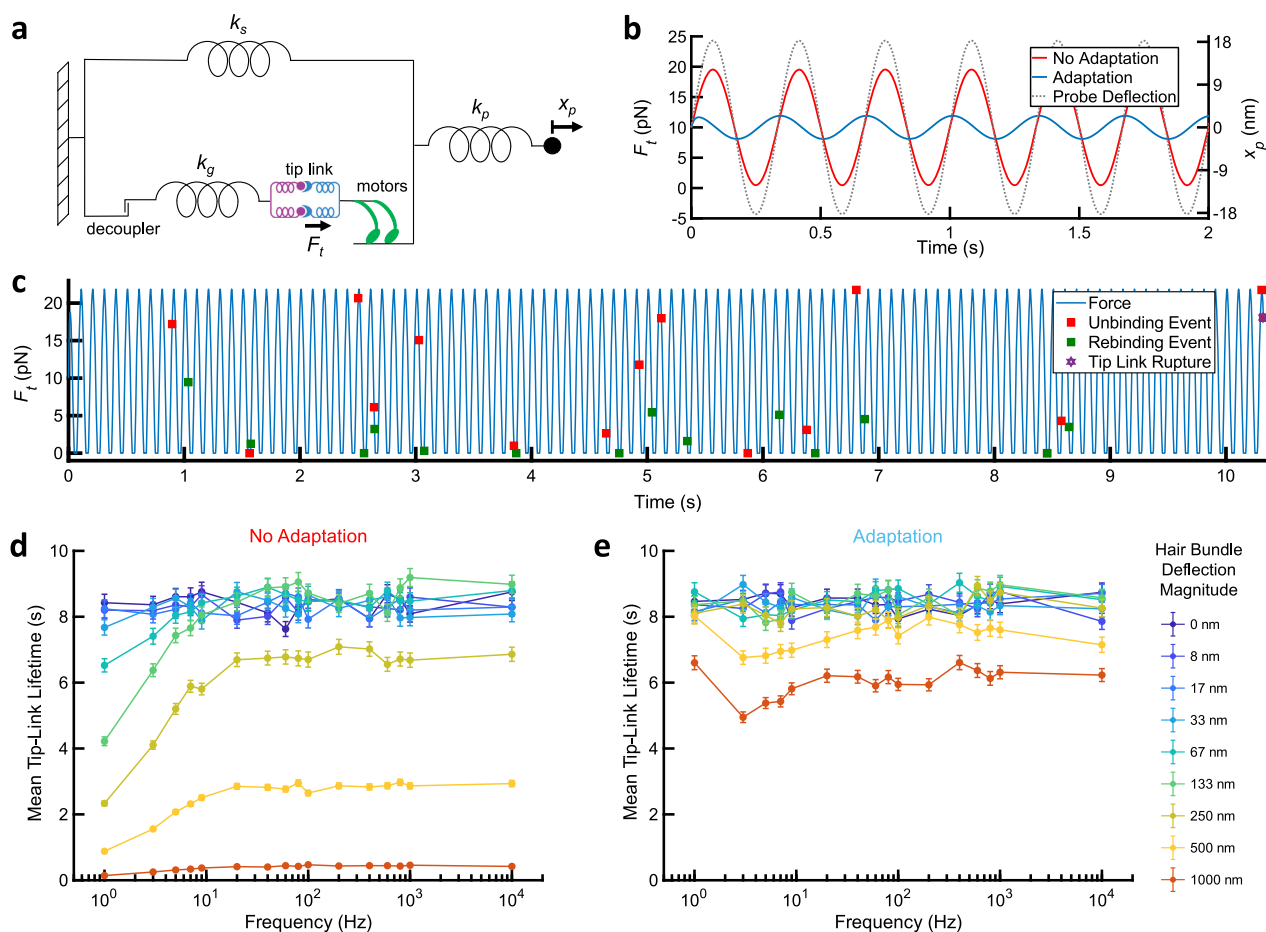 a
k_s
k_p
x_p
k_g
tip link
motors
decoupler
F_t
b
F_t (pN)
25
20
15
10
5
0
-5
No Adaptation
Adaptation
Probe Deflection
18
9
0
-9
-18
x_p (nm)
0
0.5
1
1.5
2
Time (s)
c
F_t (pN)
20
15
10
5
0
Force
Unbinding Event
Rebinding Event
Tip Link Rupture
0
1
2
3
4
5
6
7
8
9
10
Time (s)
d
No Adaptation
Mean Tip-Link Lifetime (s)
10
8
6
4
2
0
10^0
10^1
10^2
10^3
10^4
Frequency (Hz)
e
Adaptation
Mean Tip-Link Lifetime (s)
10
8
6
4
2
0
10^0
10^1
10^2
10^3
10^4
Frequency (Hz)
Hair Bundle
Deflection
Magnitude
0 nm
8 nm
17 nm
33 nm
67 nm
133 nm
250 nm
500 nm
1000 nm